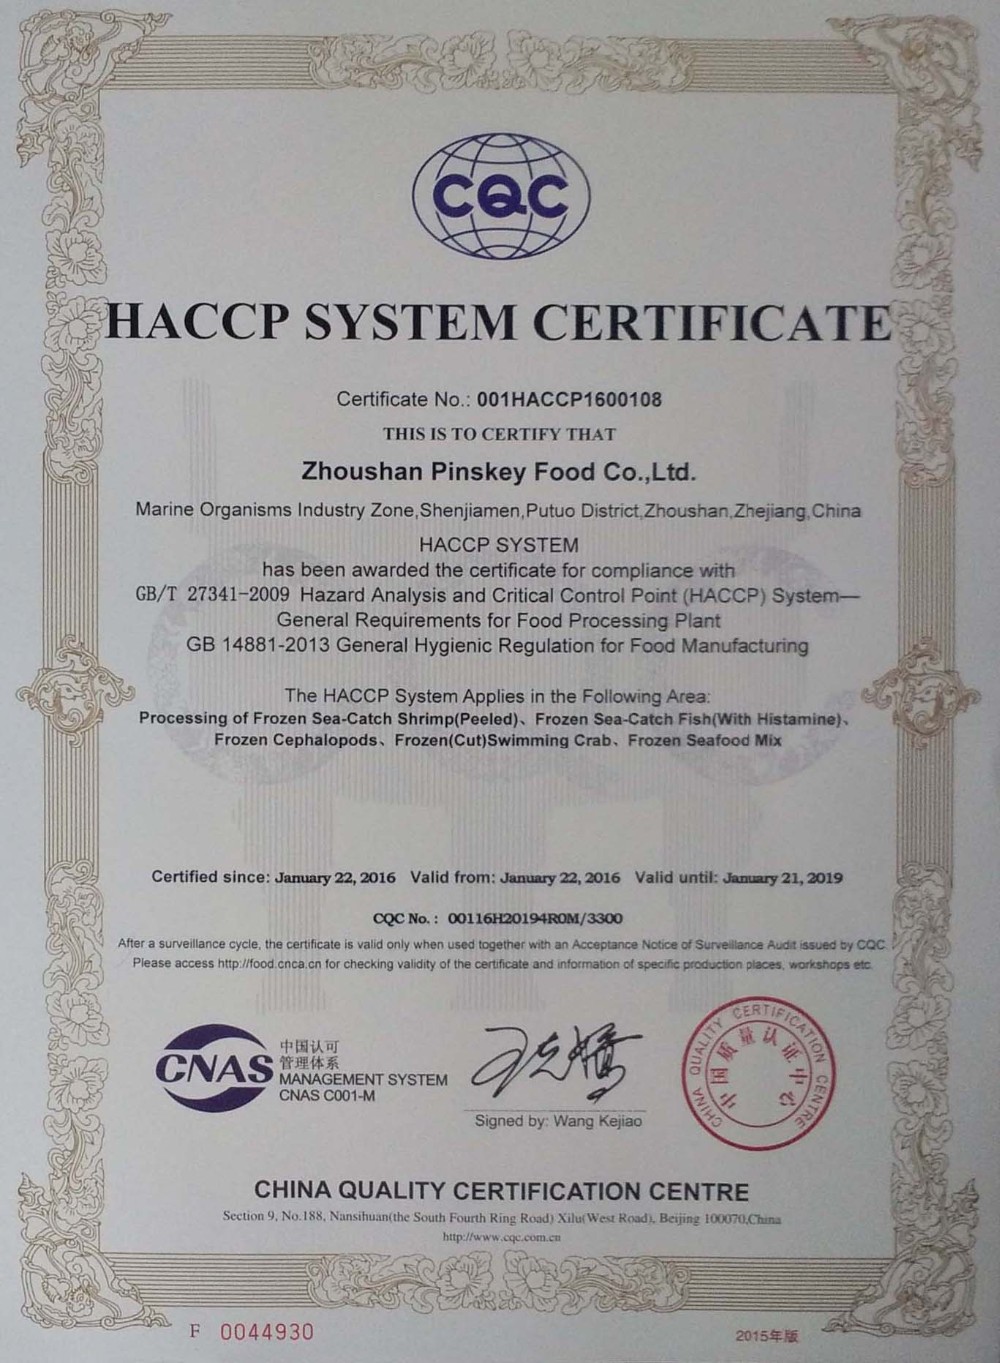 CQC
HACCP SYSTEM CERTIFICATE
Certificate No.: 001HACCP1600108
THIS IS TO CERTIFY THAT
Zhoushan Pinskey Food Co.,Ltd.
Marine Organisms Industry Zone,Shenjiamen,Putuo District,Zhoushan,Zhejiang,China
HACCP SYSTEM
has been awarded the certificate for compliance with
GB/T 27341-2009 Hazard Analysis and Critical Control Point (HACCP) System—
General Requirements for Food Processing Plant
GB 14881-2013 General Hygienic Regulation for Food Manufacturing
The HACCP System Applies in the Following Area:
Processing of Frozen Sea-Catch Shrimp(Peeled)、Frozen Sea-Catch Fish(With Histamine)、
Frozen Cephalopods、Frozen(Cut)Swimming Crab、Frozen Seafood Mix
Certified since: January 22, 2016 Valid from: January 22, 2016 Valid until: January 21, 2019
CQC No.: 00116H20194R0M/3300
After a surveillance cycle, the certificate is valid only when used together with an Acceptance Notice of Surveillance Audit issued by CQC.
Please access http://food.cnca.cn for checking validity of the certificate and information of specific production places, workshops etc.
CNAS
中国认可
管理体系
MANAGEMENT SYSTEM
CNAS C001-M
Signed by: Wang Kejiao
CHINA QUALITY CERTIFICATION CENTRE
中国质量认证中心
CHINA QUALITY CERTIFICATION CENTRE
Section 9, No.188, Nansihuan(the South Fourth Ring Road) Xilu(West Road), Beijing 100070,China
http://www.cqc.com.cn
F 0044930
2015年版